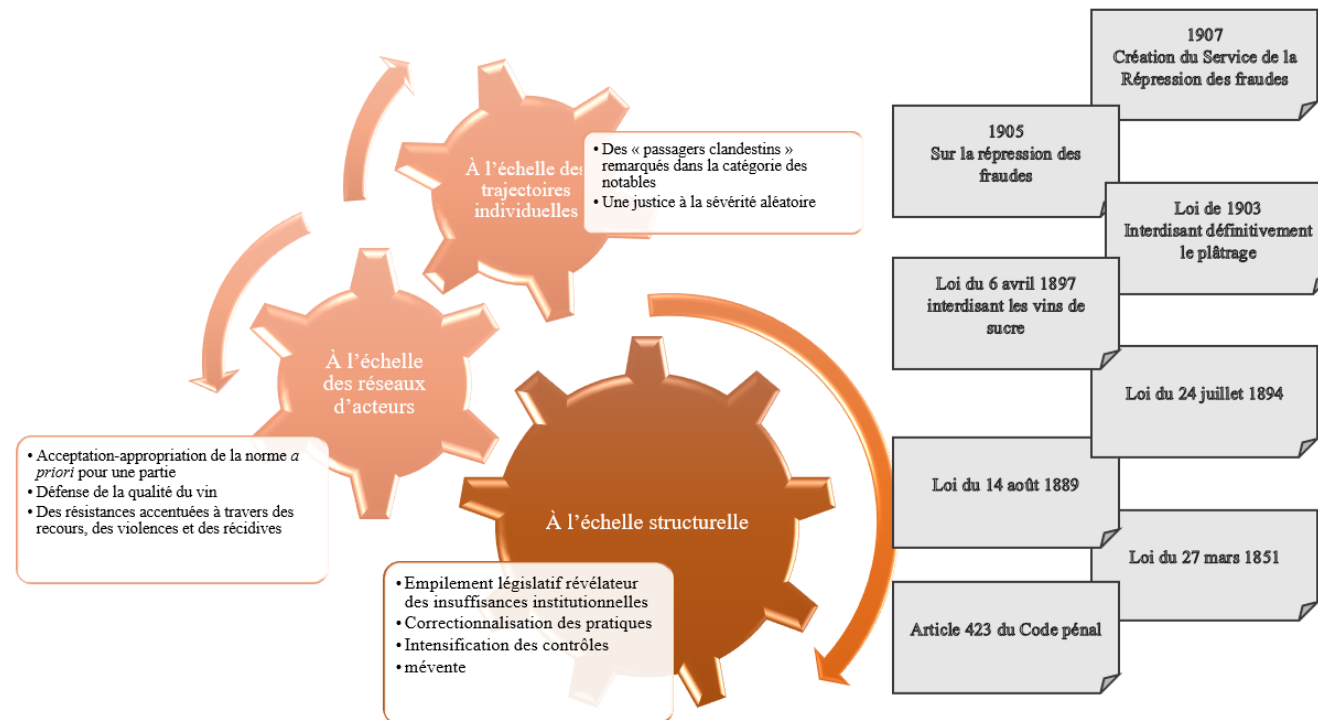 À l’échelle des
trajectoires
individuelles
• Des « passagers clandestins »
remarqués dans la catégorie des
notables
• Une justice à la sévérité aléatoire
À l’échelle
des réseaux
d’acteurs
• Acceptation-appropriation de la norme a
priori pour une partie
• Défense de la qualité du vin
• Des résistances accentuées à travers des
recours, des violences et des récidives
À l’échelle structurelle
• Empilement législatif révélateur
des insuffisances institutionnelles
• Correctionnalisation des pratiques
• Intensification des contrôles
• mévente
1907
Création du Service de la
Répression des fraudes
1905
Sur la répression des
fraudes
Loi de 1903
Interdisant définitivement
le plâtrage
Loi du 6 avril 1897
interdisant les vins de
sucre
Loi du 24 juillet 1894
Loi du 14 août 1889
Loi du 27 mars 1851
Article 423 du Code pénal